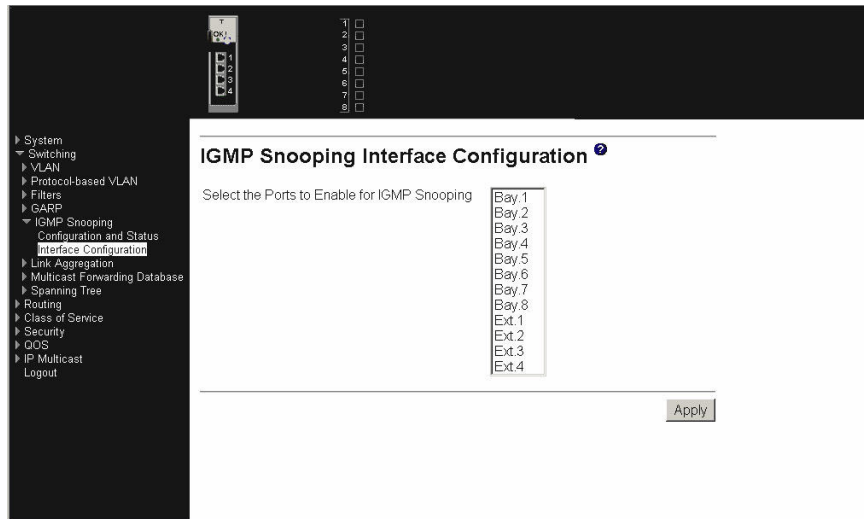 T
OK!
1
2
3
4
1
2
3
4
5
6
7
8
System
Switching
VLAN
Protocol-based VLAN
Filters
GARP
IGMP Snooping
Configuration and Status
Interface Configuration
Link Aggregation
Multicast Forwarding Database
Spanning Tree
Routing
Class of Service
Security
QOS
IP Multicast
Logout
IGMP Snooping Interface Configuration ?
Select the Ports to Enable for IGMP Snooping
Bay.1
Bay.2
Bay.3
Bay.4
Bay.5
Bay.6
Bay.7
Bay.8
Ext.1
Ext.2
Ext.3
Ext.4
Apply